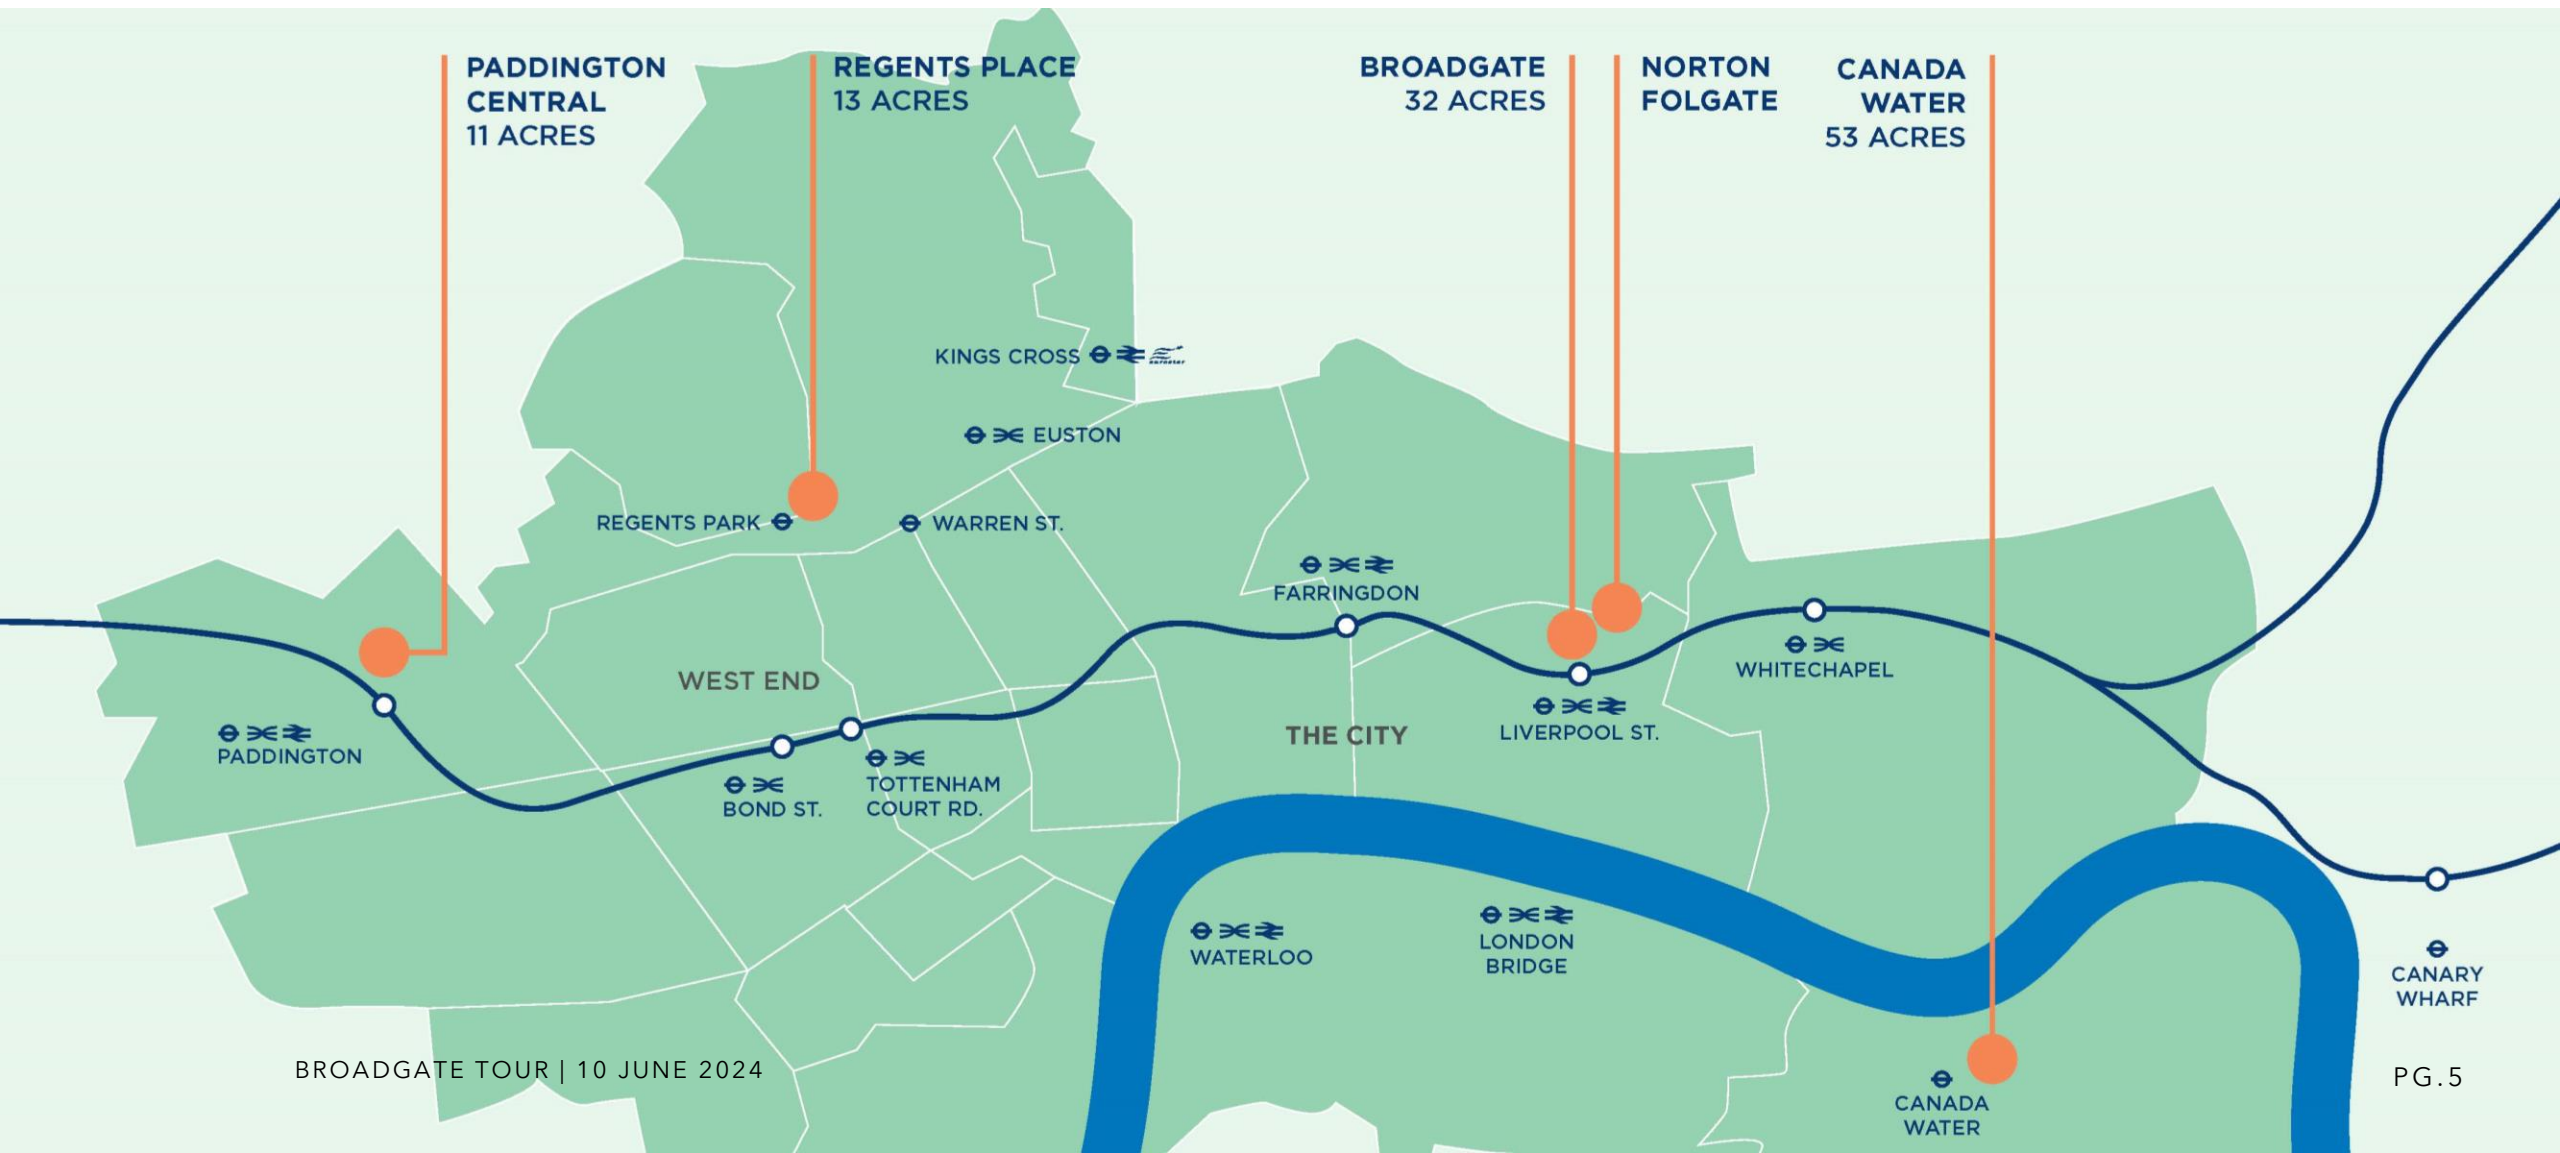 PADDINGTON
CENTRAL
11 ACRES
REGENTS PLACE
13 ACRES
BROADGATE
32 ACRES
NORTON
FOLGATE
CANADA
WATER
53 ACRES
KINGS CROSS
EUSTON
REGENTS PARK
WARREN ST.
FARRINGDON
WEST END
WHITECHAPEL
PADDINGTON
THE CITY
LIVERPOOL ST.
BOND ST.
TOTTENHAM
COURT RD.
WATERLOO
LONDON
BRIDGE
CANARY
WHARF
CANADA
WATER
BROADGATE TOUR | 10 JUNE 2024
PG.5